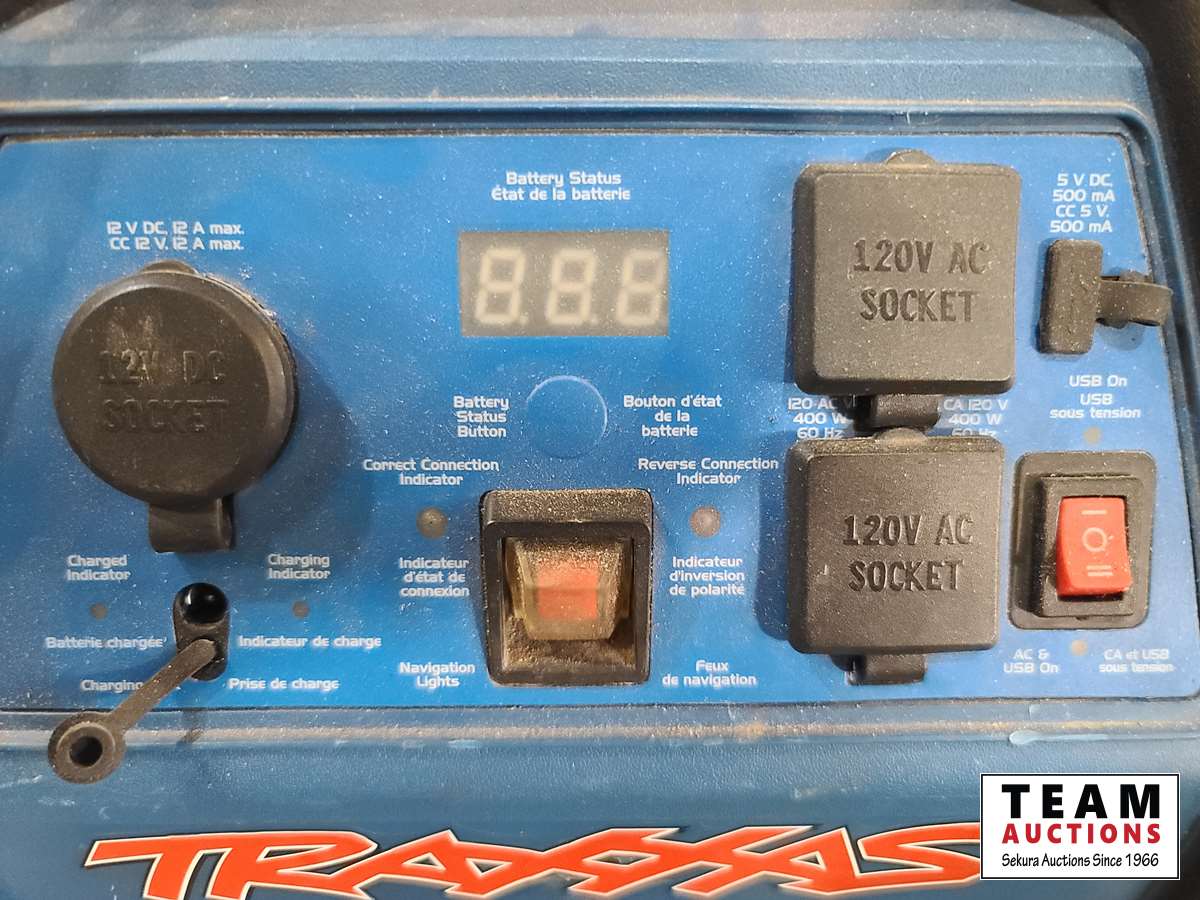 Battery Status
État de la batterie
12 V DC, 12 A max.
CC 12 V, 12 A max.
12V DC
SOCKET
120V AC
SOCKET
5 V DC,
500 mA
CC 5 V,
500 mA
Battery
Status
Button
Bouton d'état
de la
batterie
120 AC V
400 W
60 Hz
CA 120 V
400 W
60 Hz
USB On
USB
sous tension
Correct Connection
Indicator
Reverse Connection
Indicator
120V AC
SOCKET
Charged
Indicator
Charging
Indicator
Indicateur
d'état de
connexion
Indicateur
d'inversion
de polarité
Batterie chargée
Indicateur de charge
Charging
Prise de charge
Navigation
Lights
Feux
de navigation
AC &
USB On
CA et USB
sous tension
TRAXXAS
TEAM
AUCTIONS
Sekura Auctions Since 1966